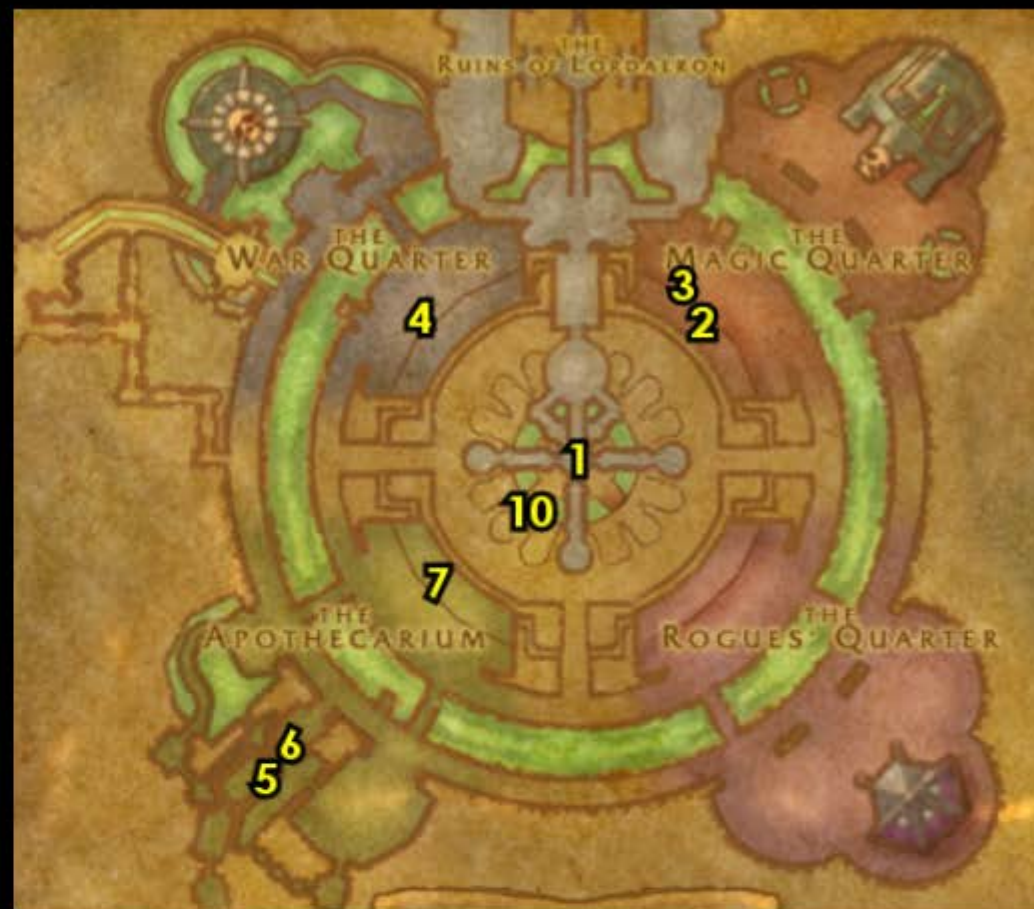 THE
RUINS OF LORDAERON
THE
WAR QUARTER
THE
MAGIC QUARTER
3
4
2
1
10
7
THE
APOTHECARIUM
THE
ROGUES' QUARTER
6
5